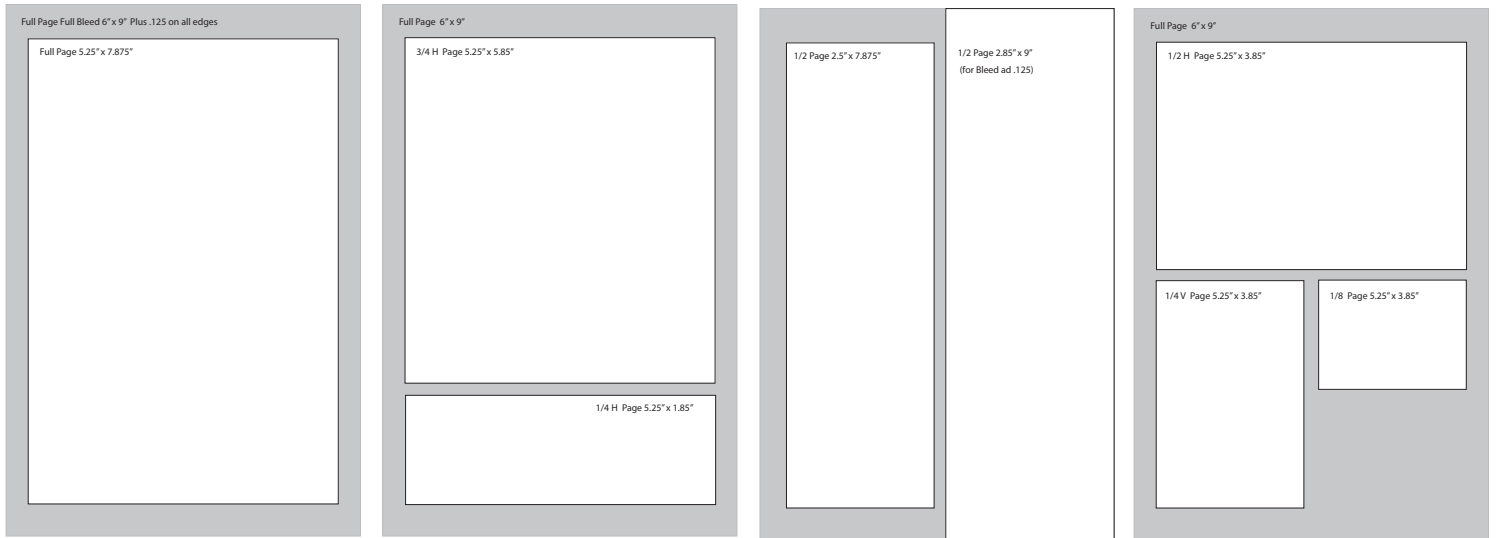 Full Page Full Bleed 6" x 9" Plus .125 on all edges
Full Page 5.25" x 7.875"
Full Page 6" x 9"
3/4 H Page 5.25" x 5.85"
1/4 H Page 5.25" x 1.85"
1/2 Page 2.5" x 7.875"
1/2 Page 2.85" x 9"
(for Bleed ad .125)
Full Page 6" x 9"
1/2 H Page 5.25" x 3.85"
1/4 V Page 5.25" x 3.85"
1/8 Page 5.25" x 3.85"